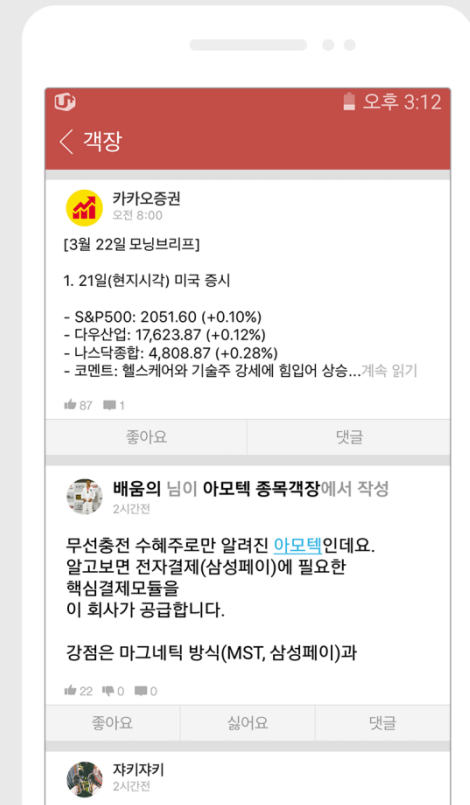 오후 3:12
객장
카카오증권
오전 8:00
[3월 22일 모닝브리프]
1. 21일(현지시각) 미국 증시
- S&P500: 2051.60 (+0.10%)
- 다우산업: 17,623.87 (+0.12%)
- 나스닥종합: 4,808.87 (+0.28%)
- 코멘트: 헬스케어와 기술주 강세에 힘입어 상승...계속 읽기
87 1
좋아요 댓글
배움의 님이 아모텍 종목객장에서 작성
2시간전
무선충전 수혜주로만 알려진 아모텍인데요.
알고보면 전자결제(삼성페이)에 필요한
핵심결제모듈을
이 회사가 공급합니다.
강점은 마그네틱 방식(MST, 삼성페이)과
22 0 0
좋아요 싫어요 댓글
쟈키쟈키
2시간전